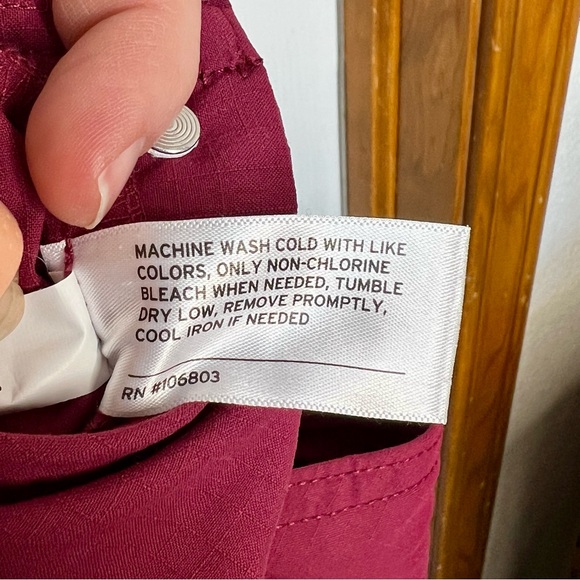 MACHINE WASH COLD WITH LIKE
COLORS, ONLY NON-CHLORINE
BLEACH WHEN NEEDED, TUMBLE
DRY LOW, REMOVE PROMPTLY,
COOL IRON IF NEEDED
RN #106803